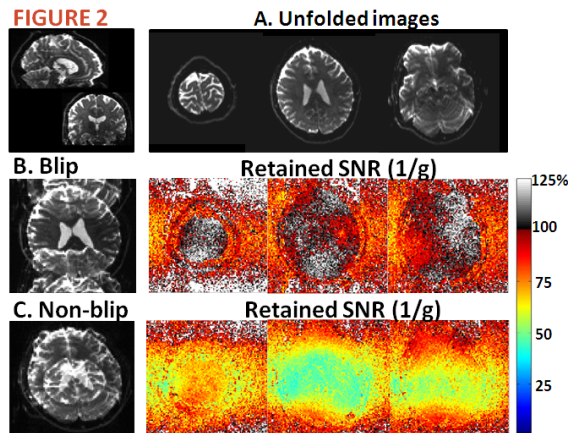 FIGURE 2
A. Unfolded images
B. Blip
Retained SNR (1/g)
125%
100
75
50
25
C. Non-blip
Retained SNR (1/g)